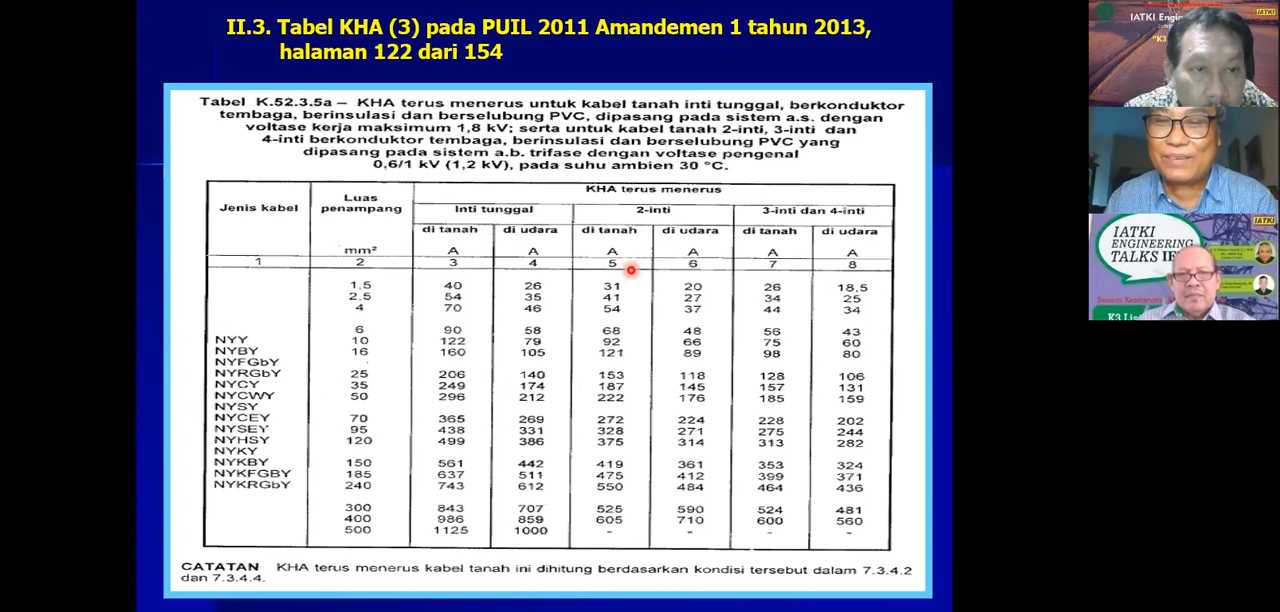 II.3. Tabel KHA (3) pada PUIL 2011 Amandemen 1 tahun 2013,
halaman 122 dari 154
Tabel K.52.3.5a – KHA terus menerus untuk kabel tanah inti tunggal, berkonduktor
tembaga, berinsulasi dan berselubung PVC, dipasang pada sistem a.s. dengan
voltase kerja maksimum 1,8 kV; serta untuk kabel tanah 2-inti, 3-inti dan
4-inti berkonduktor tembaga, berinsulasi dan berselubung PVC yang
dipasang pada sistem a.b. trifase dengan voltase pengenal
0,6/1 kV (1,2 kV), pada suhu ambien 30 °C.
Jenis kabel Luas penampang KHA terus menerus
Inti tunggal 2-inti 3-inti dan 4-inti
di tanah di udara di tanah di udara di tanah di udara
mm² A A A A A A
1 2 3 4 5 6 7 8
1.5 40 26 31 20 26 18,5
2,5 54 35 41 27 34 25
4 70 46 54 37 44 34
6 90 58 68 48 56 43
NYY 10 122 79 92 66 75 60
NYBY 16 160 105 121 89 98 80
NYFGbY
NYRGbY 25 206 140 153 118 128 106
NYCY 35 249 174 187 145 157 131
NYCWY 50 296 212 222 176 185 159
NYSY
NYCEY 70 365 269 272 224 228 202
NYSEY 95 438 331 328 271 275 244
NYHSY 120 499 386 375 314 313 282
NYKY
NYKBY 150 561 442 419 361 353 324
NYKFGBY 185 637 511 475 412 399 371
NYKRGbY 240 743 612 550 484 464 436
300 843 707 525 590 524 481
400 986 859 605 710 600 560
500 1125 1000 - - - -
CATATAN KHA terus menerus kabel tanah ini dihitung berdasarkan kondisi tersebut dalam 7.3.4.2
dan 7.3.4.4.
IATKI
IATKI Engi
"K3
IATKI
IATKI
ENGINEERING
TALKS
Session: Keselamata
K3 Lis